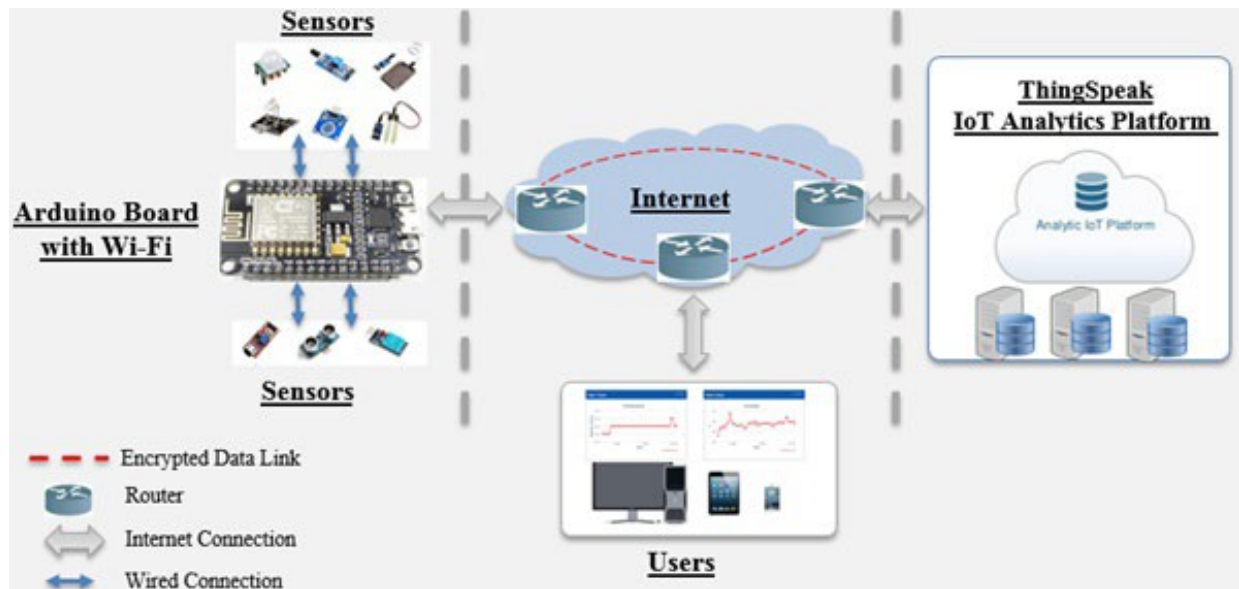 Sensors
ThingSpeak
IoT Analytics Platform
Internet
Arduino Board
with Wi-Fi
Analytic IoT Platform
Sensors
Encrypted Data Link
Router
Internet Connection
Wired Connection
Users